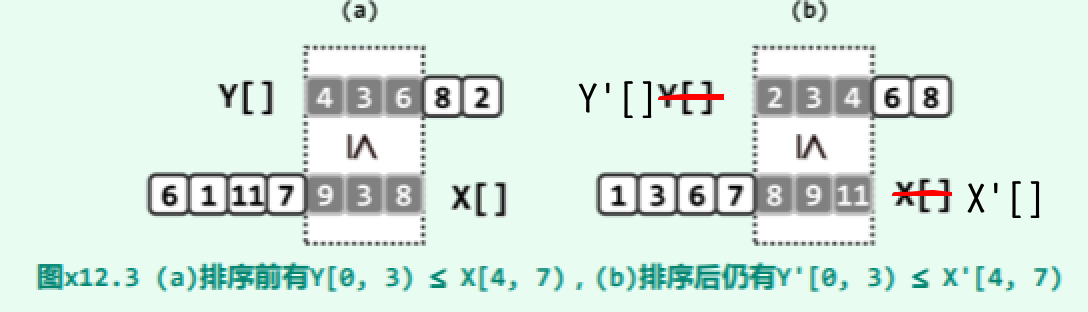 (a) (b)
Y[] 4 3 6 8 2 Y'[] Y[] 2 3 4 6 8
≤ ≤
6 1 11 7 9 3 8 X[] 1 3 6 7 8 9 11 X[] X'[]
图x12.3 (a)排序前有Y[0, 3) ≤ X[4, 7),(b)排序后仍有Y'[0, 3) ≤ X'[4, 7)